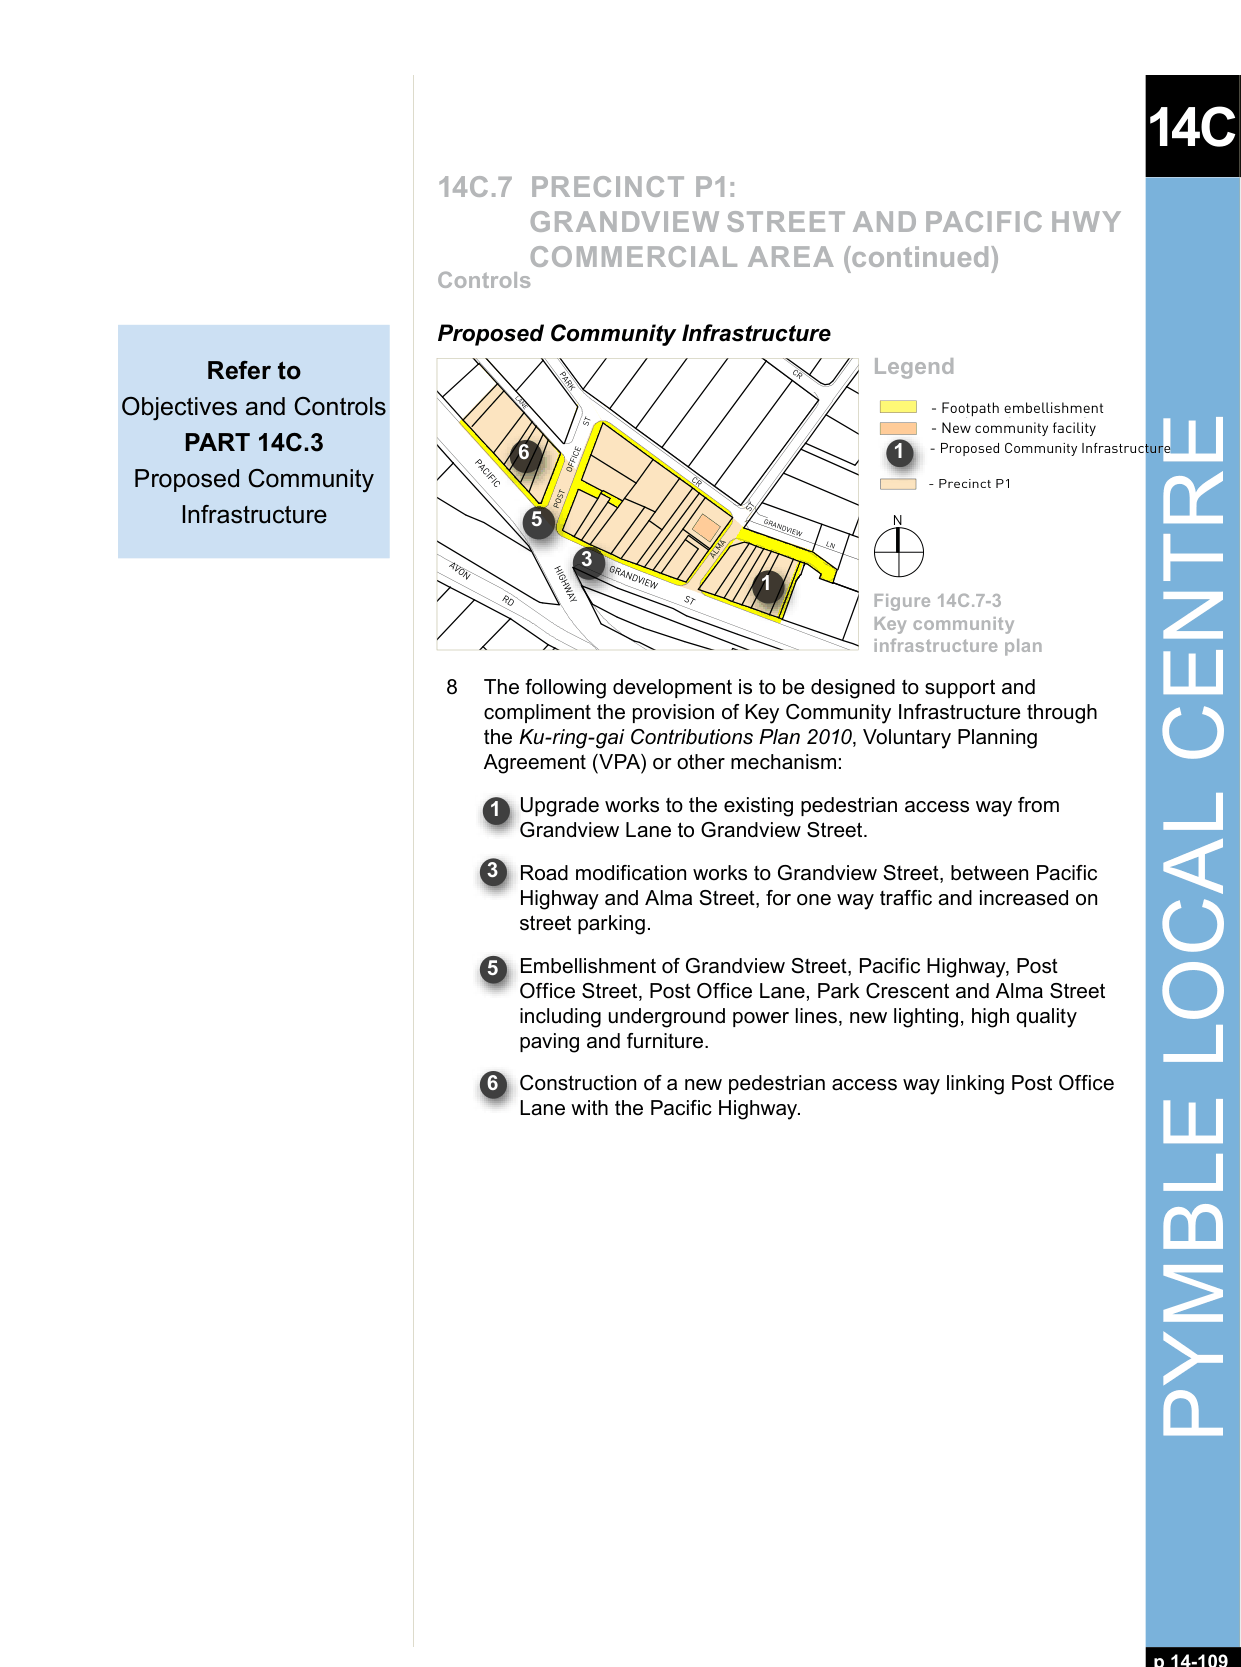 14C
14C.7 PRECINCT P1:
GRANDVIEW STREET AND PACIFIC HWY
COMMERCIAL AREA (continued)
Controls
Refer to
Objectives and Controls
PART 14C.3
Proposed Community
Infrastructure
Proposed Community Infrastructure
PARK
CR
LANE
ST
OFFICE
POST
PACIFIC
CR
ST
GRANDVIEW
LN
ALMA
HIGHWAY
GRANDVIEW
ST
AVON
RD
6
5
3
1
Legend
- Footpath embellishment
- New community facility
1 - Proposed Community Infrastructure
- Precinct P1
N
Figure 14C.7-3
Key community
infrastructure plan
8 The following development is to be designed to support and
compliment the provision of Key Community Infrastructure through
the Ku-ring-gai Contributions Plan 2010, Voluntary Planning
Agreement (VPA) or other mechanism:
1 Upgrade works to the existing pedestrian access way from
Grandview Lane to Grandview Street.
3 Road modification works to Grandview Street, between Pacific
Highway and Alma Street, for one way traffic and increased on
street parking.
5 Embellishment of Grandview Street, Pacific Highway, Post
Office Street, Post Office Lane, Park Crescent and Alma Street
including underground power lines, new lighting, high quality
paving and furniture.
6 Construction of a new pedestrian access way linking Post Office
Lane with the Pacific Highway.
PYMBLE LOCAL CENTRE
p 14-109